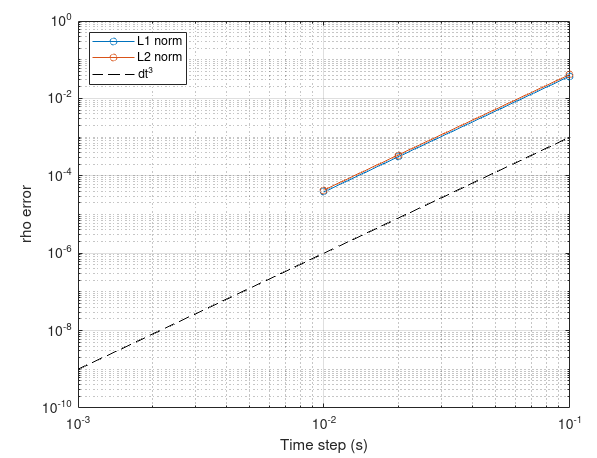 10^0
10^-2
10^-4
10^-6
10^-8
10^-10
rho error
L1 norm
L2 norm
dt^3
10^-3 10^-2 10^-1
Time step (s)